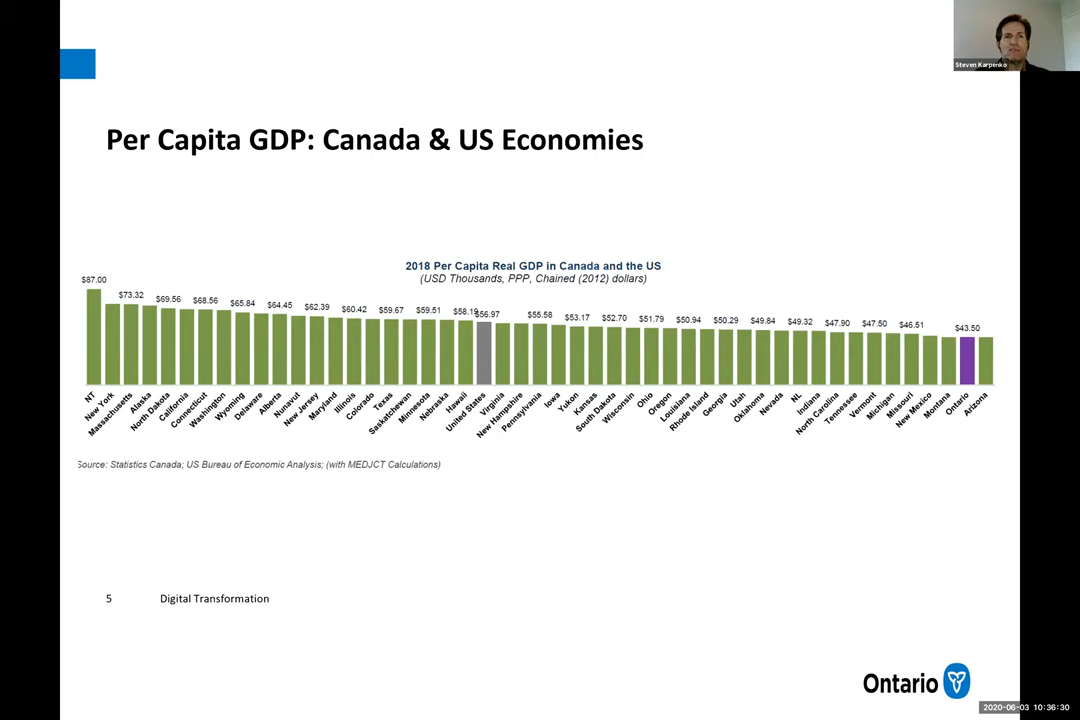 Steven Karpenko
Per Capita GDP: Canada & US Economies
2018 Per Capita Real GDP in Canada and the US
(USD Thousands, PPP, Chained (2012) dollars)
$87.00
$73.32
$69.56
$68.56
$65.84
$64.45
$62.39
$60.42
$59.67
$59.51
$58.19
$56.97
$55.58
$53.17
$52.70
$51.79
$50.94
$50.29
$49.84
$49.32
$47.90
$47.50
$46.51
$43.50
NT
New York
Massachusetts
Alaska
North Dakota
California
Connecticut
Washington
Wyoming
Delaware
Alberta
Nunavut
New Jersey
Maryland
Illinois
Colorado
Texas
Saskatchewan
Minnesota
Nebraska
Hawaii
United States
Virginia
New Hampshire
Pennsylvania
Iowa
Yukon
Kansas
South Dakota
Wisconsin
Ohio
Oregon
Louisiana
Rhode Island
Georgia
Utah
Oklahoma
Nevada
NL
Indiana
North Carolina
Tennessee
Vermont
Michigan
Missouri
New Mexico
Montana
Ontario
Arizona
Source: Statistics Canada; US Bureau of Economic Analysis; (with MEDJCT Calculations)
5 Digital Transformation
Ontario
2020-06-03 10:36:30